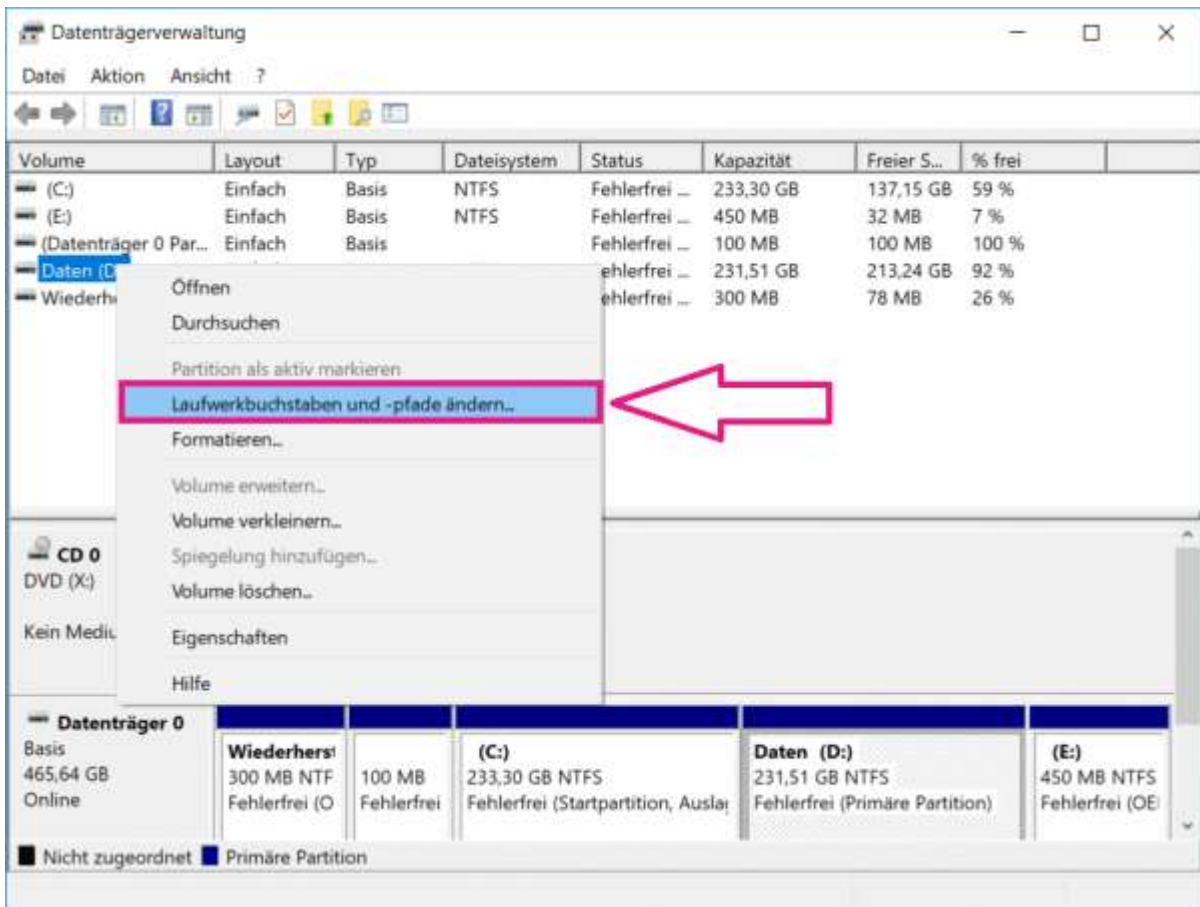 Datenträgerverwaltung
Datei Aktion Ansicht ?
Volume Layout Typ Dateisystem Status Kapazität Freier S... % frei
(C:) Einfach Basis NTFS Fehlerfrei ... 233,30 GB 137,15 GB 59 %
(E:) Einfach Basis NTFS Fehlerfrei ... 450 MB 32 MB 7 %
(Datenträger 0 Par... Einfach Basis Fehlerfrei ... 100 MB 100 MB 100 %
Daten (D ehlerfrei ... 231,51 GB 213,24 GB 92 %
Wiederh ehlerfrei ... 300 MB 78 MB 26 %
Öffnen
Durchsuchen
Partition als aktiv markieren
Laufwerkbuchstaben und -pfade ändern...
Formatieren...
Volume erweitern...
Volume verkleinern...
Spiegelung hinzufügen...
Volume löschen...
Eigenschaften
Hilfe
CD 0
DVD (X:)
Kein Mediu
Datenträger 0
Basis
465,64 GB
Online
Wiederherst
300 MB NTF
Fehlerfrei (O
100 MB
Fehlerfrei
(C:)
233,30 GB NTFS
Fehlerfrei (Startpartition, Auslag
Daten (D:)
231,51 GB NTFS
Fehlerfrei (Primäre Partition)
(E:)
450 MB NTFS
Fehlerfrei (OE
Nicht zugeordnet Primäre Partition